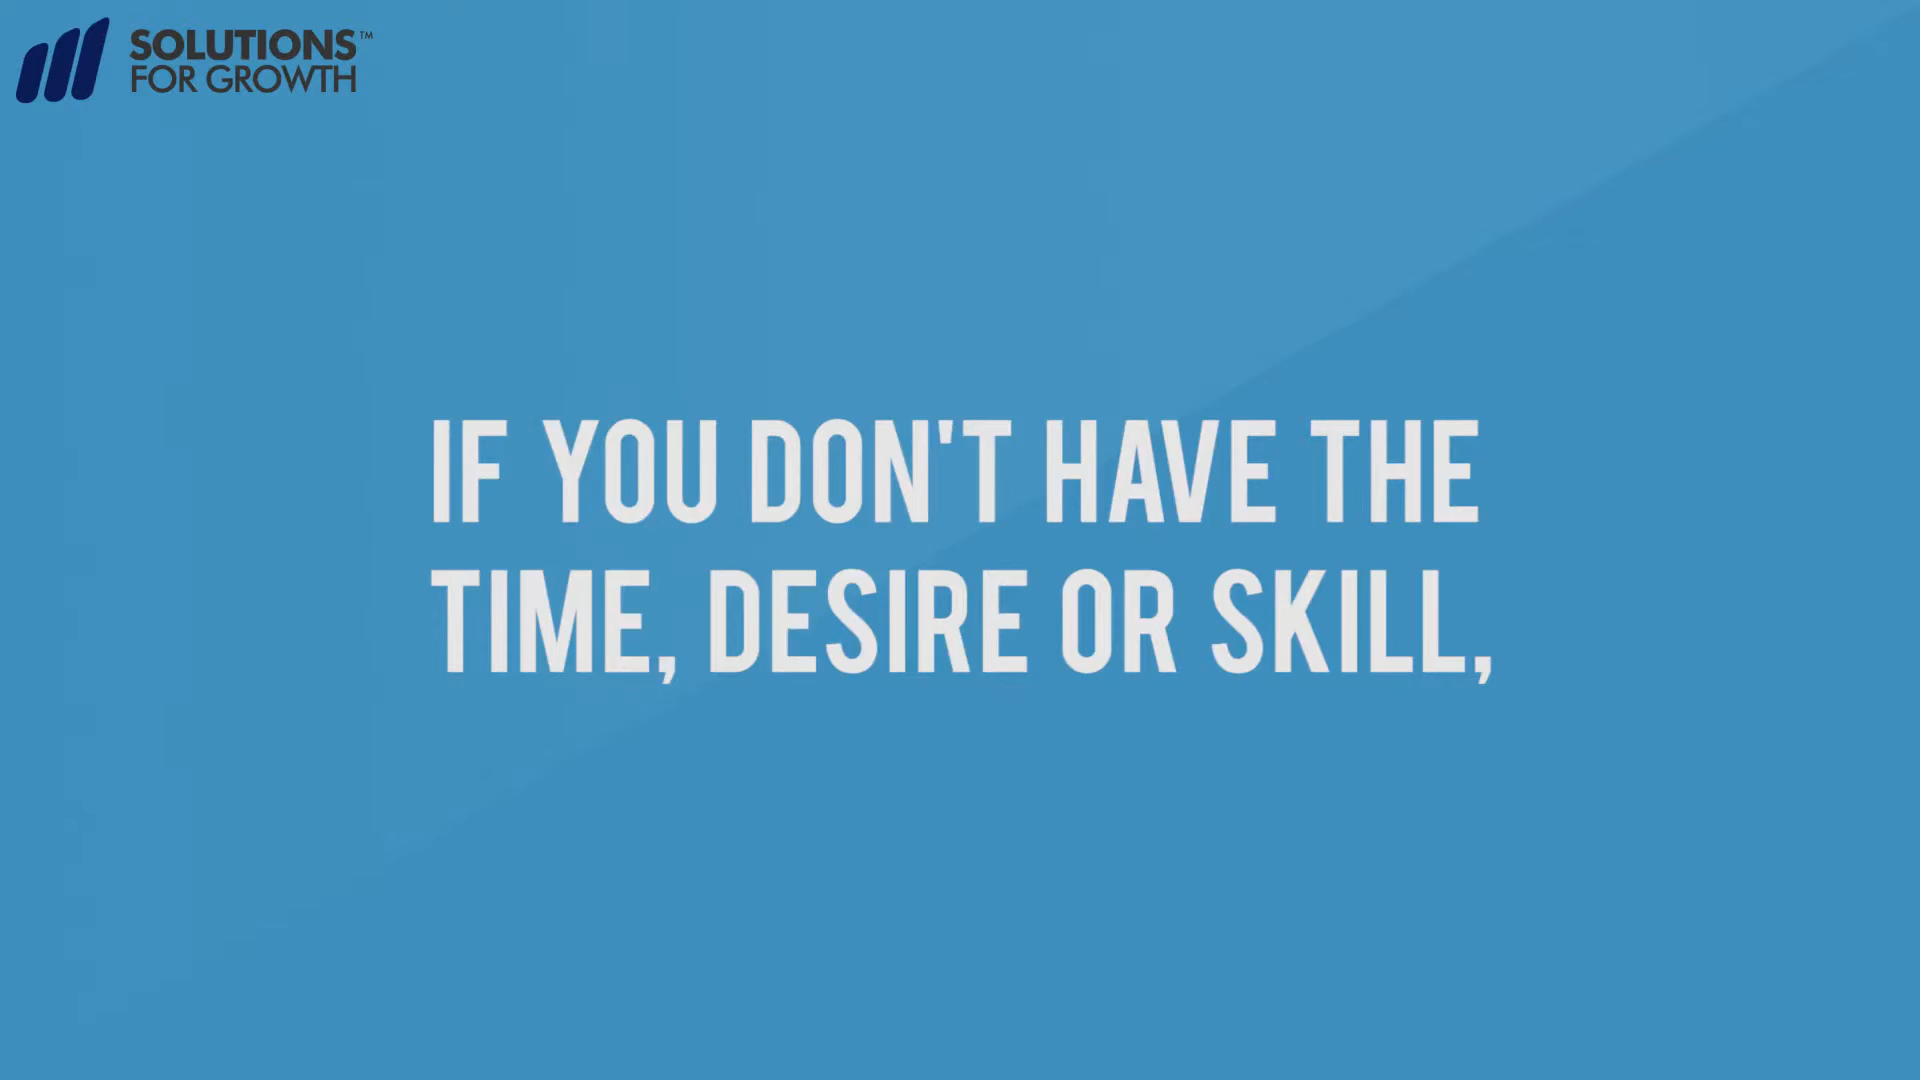 SOLUTIONS™
FOR GROWTH
IF YOU DON'T HAVE THE
TIME, DESIRE OR SKILL,